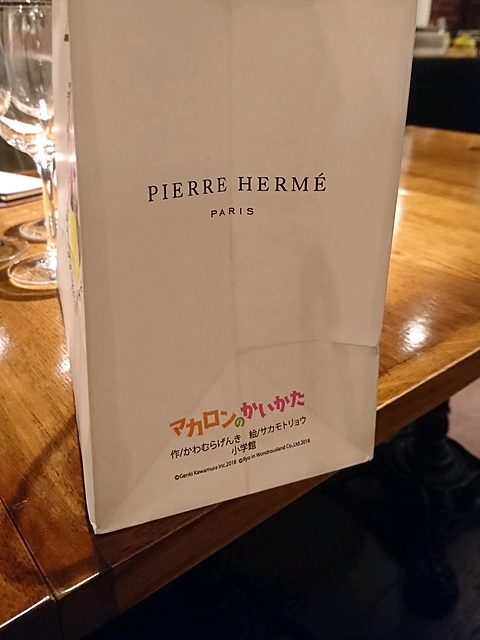 PIERRE HERMÉ
PARIS
マカロンのかいかた
作/かわむらげんき 絵/サカモトリョウ
小学館
©Genki Kawamura Inc.2018 ©Ryo in Wondrousland Co.,Ltd.2018